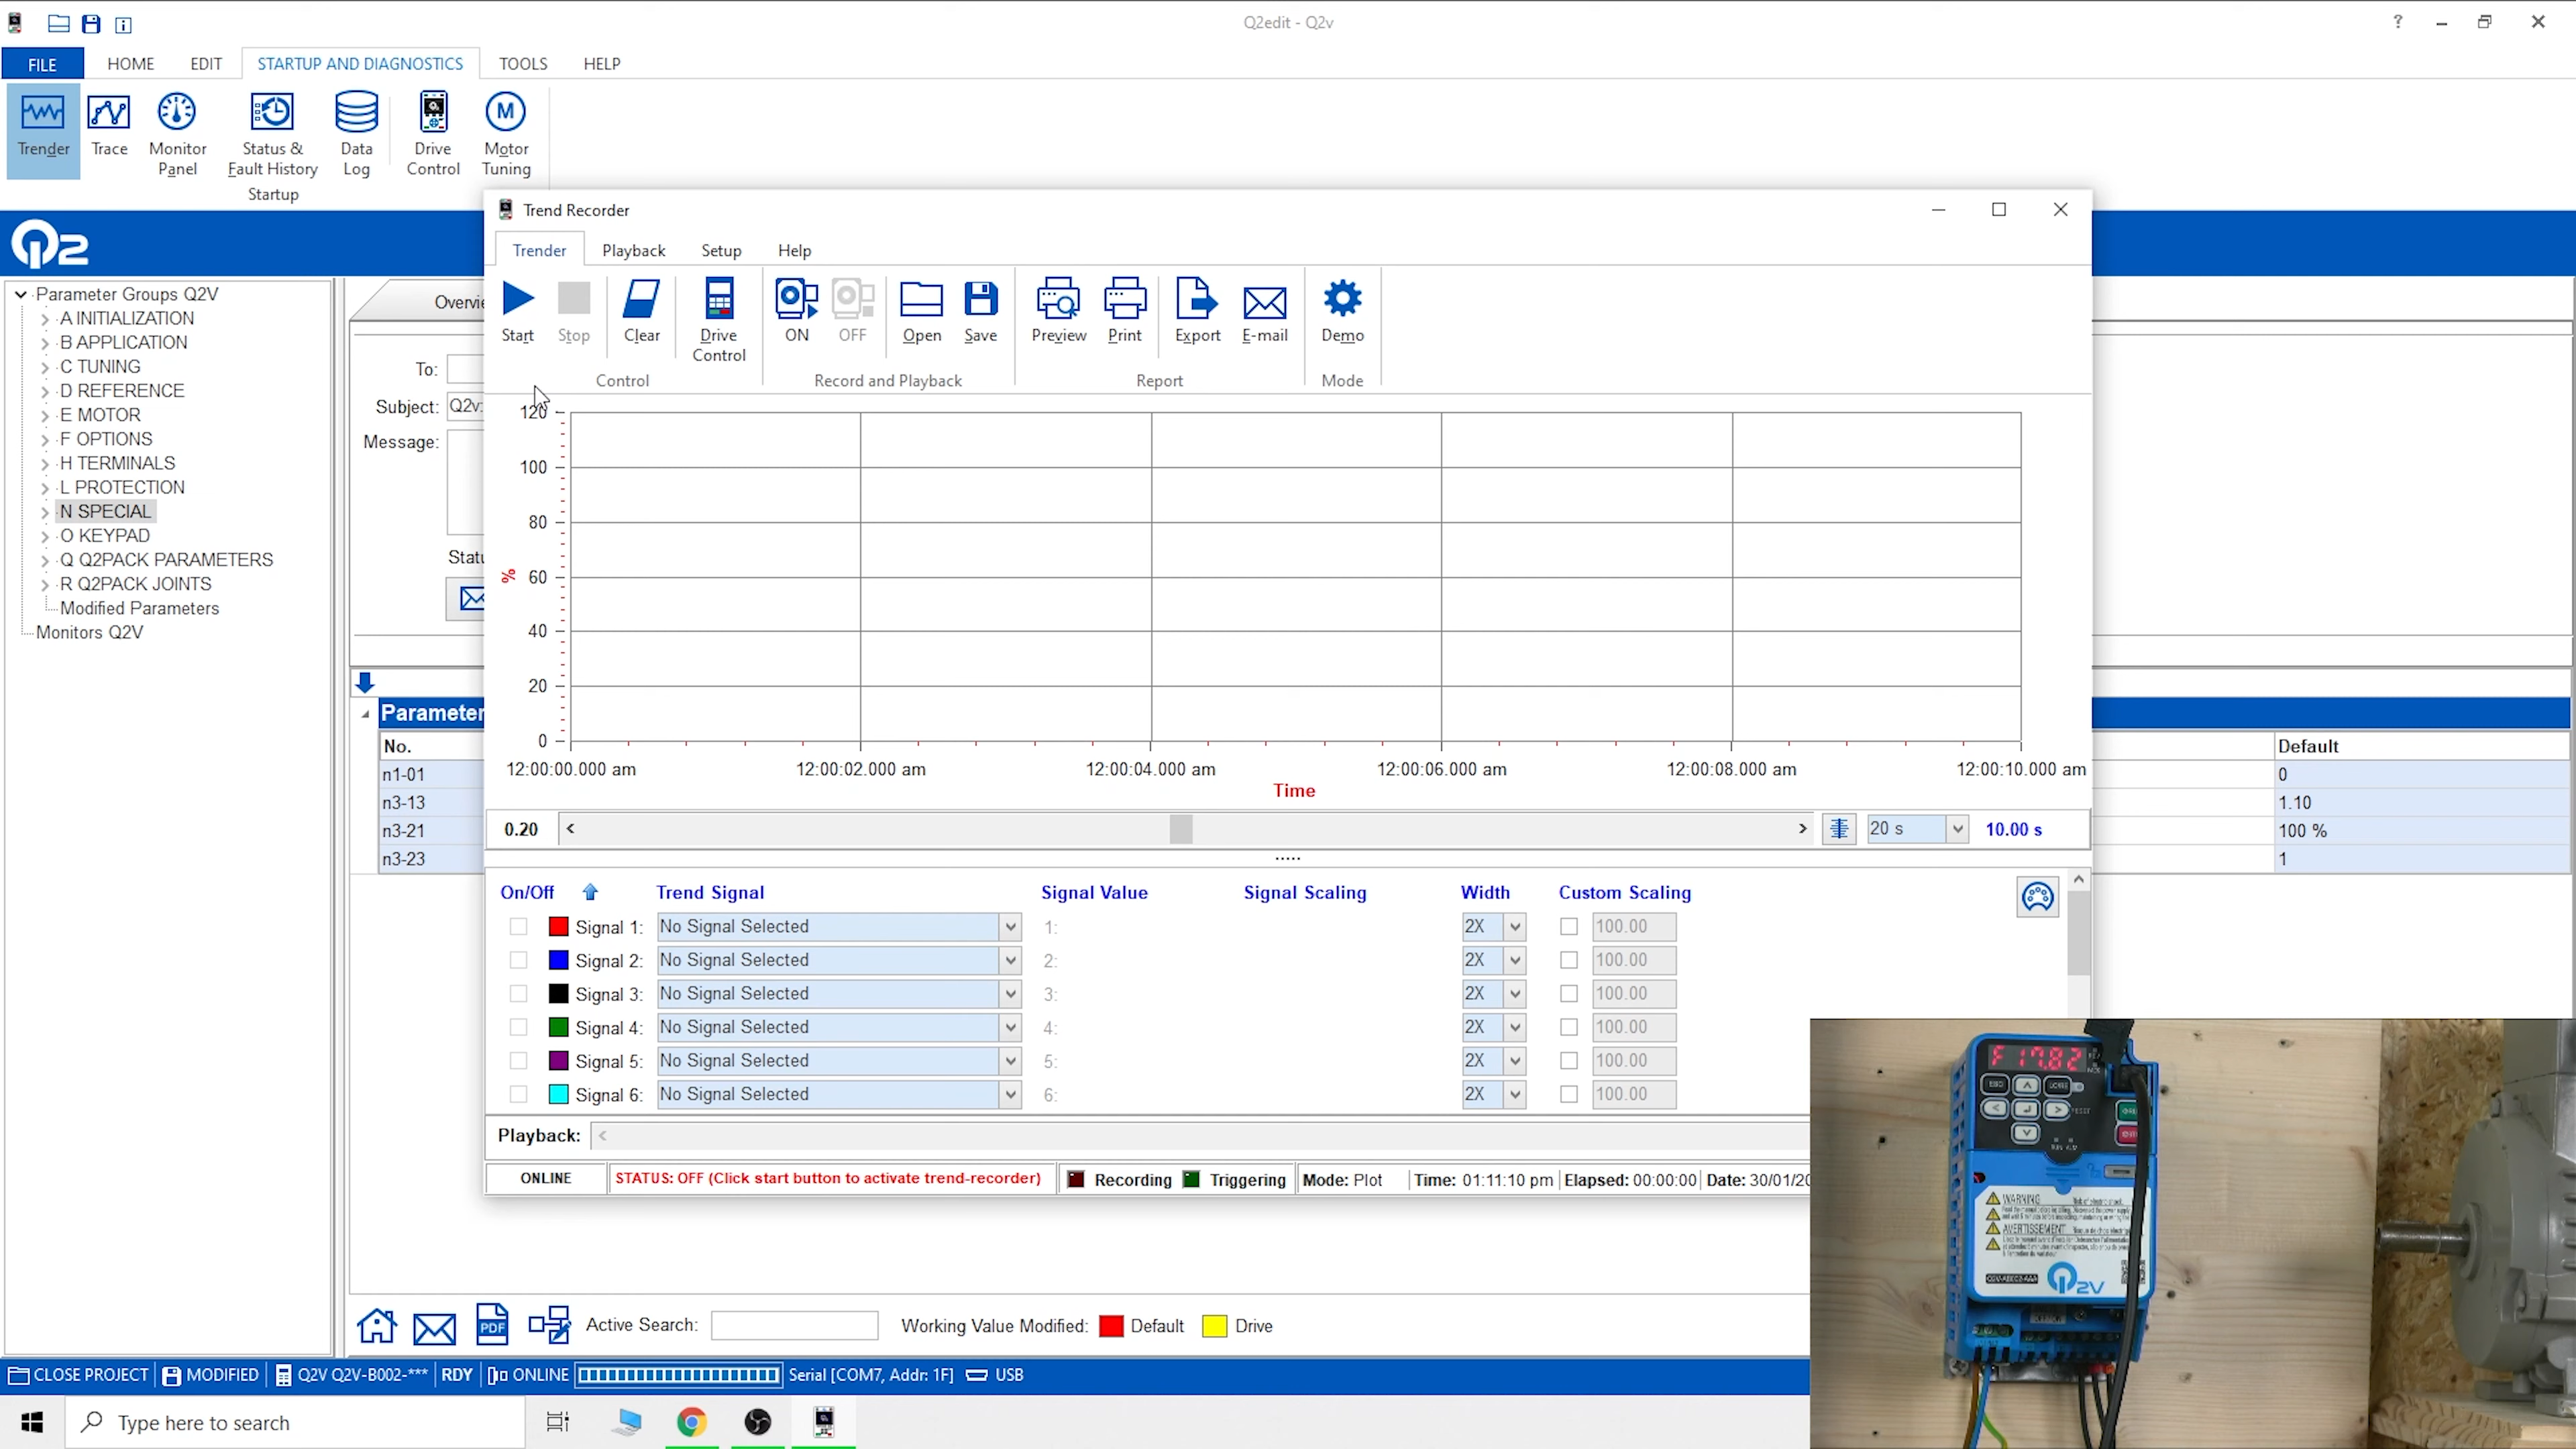 Q2edit - Q2v
?
FILE
HOME
EDIT
STARTUP AND DIAGNOSTICS
TOOLS
HELP
Trender
Trace
Monitor
Panel
Status &
Fault History
Data
Log
Drive
Control
Motor
Tuning
Startup
Q2
Parameter Groups Q2V
A INITIALIZATION
B APPLICATION
C TUNING
D REFERENCE
E MOTOR
F OPTIONS
H TERMINALS
L PROTECTION
N SPECIAL
O KEYPAD
Q Q2PACK PARAMETERS
R Q2PACK JOINTS
Modified Parameters
Monitors Q2V
Overvie
To:
Subject: Q2v:
Message:
Statu
Parameter
No.
n1-01
n3-13
n3-21
n3-23
Default
0
1.10
100 %
1
Trend Recorder
Trender
Playback
Setup
Help
Start
Stop
Clear
Drive
Control
ON
OFF
Open
Save
Preview
Print
Export
E-mail
Demo
Control
Record and Playback
Report
Mode
120
100
80
60
40
20
0
%
12:00:00.000 am
12:00:02.000 am
12:00:04.000 am
12:00:06.000 am
12:00:08.000 am
12:00:10.000 am
Time
0.20
20 s
10.00 s
On/Off Trend Signal Signal Value Signal Scaling Width Custom Scaling
Signal 1: No Signal Selected 1: 2X 100.00
Signal 2: No Signal Selected 2: 2X 100.00
Signal 3: No Signal Selected 3: 2X 100.00
Signal 4: No Signal Selected 4: 2X 100.00
Signal 5: No Signal Selected 5: 2X 100.00
Signal 6: No Signal Selected 6: 2X 100.00
Playback:
ONLINE STATUS: OFF (Click start button to activate trend-recorder) Recording Triggering Mode: Plot Time: 01:11:10 pm Elapsed: 00:00:00 Date: 30/01/20
F 17.82
WARNING
AVERTISSEMENT
Q2V
PDF
Active Search:
Working Value Modified: Default Drive
CLOSE PROJECT MODIFIED Q2V Q2V-B002-*** RDY ONLINE Serial [COM7, Addr: 1F] USB
Type here to search